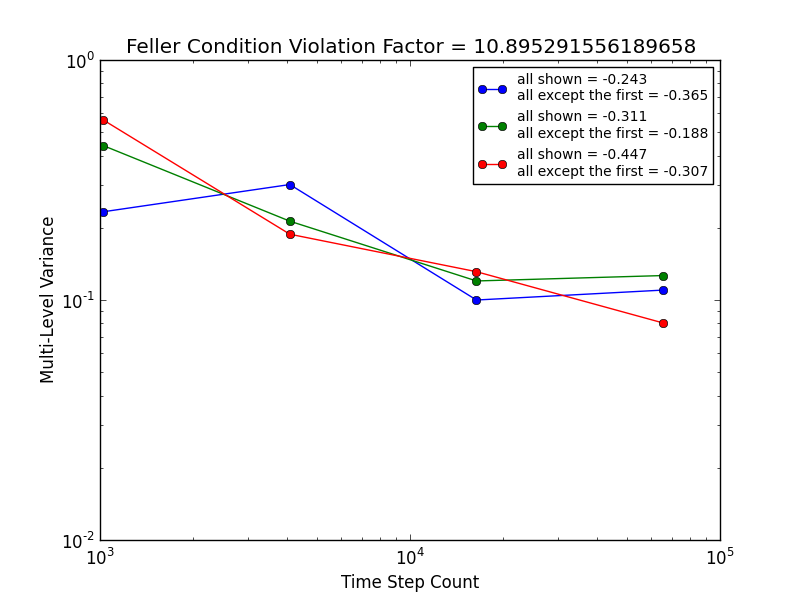 Feller Condition Violation Factor = 10.895291556189658
10^0
all shown = -0.243
all except the first = -0.365
all shown = -0.311
all except the first = -0.188
all shown = -0.447
all except the first = -0.307
Multi-Level Variance
10^-1
10^-2
10^3
10^4
10^5
Time Step Count